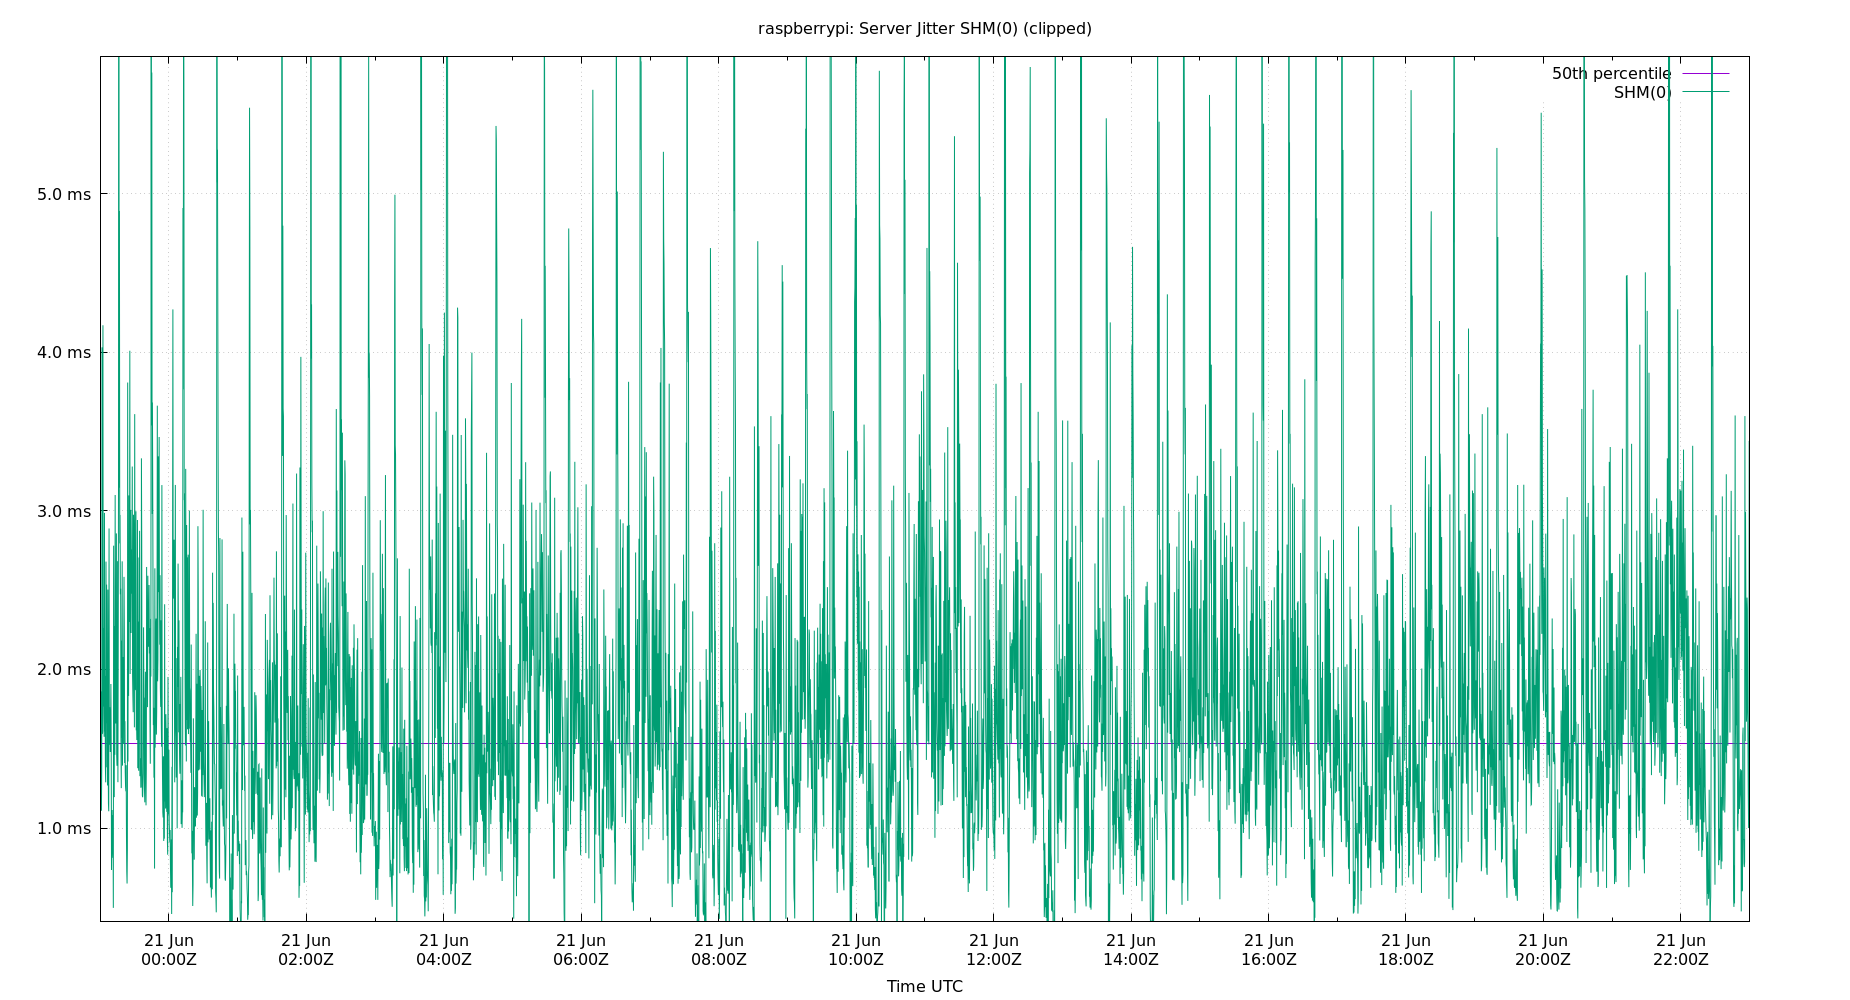 raspberrypi: Server Jitter SHM(0) (clipped)
50th percentile
SHM(0)
5.0 ms
4.0 ms
3.0 ms
2.0 ms
1.0 ms
21 Jun 21 Jun 21 Jun 21 Jun 21 Jun 21 Jun 21 Jun 21 Jun 21 Jun 21 Jun 21 Jun 21 Jun
00:00Z 02:00Z 04:00Z 06:00Z 08:00Z 10:00Z 12:00Z 14:00Z 16:00Z 18:00Z 20:00Z 22:00Z
Time UTC